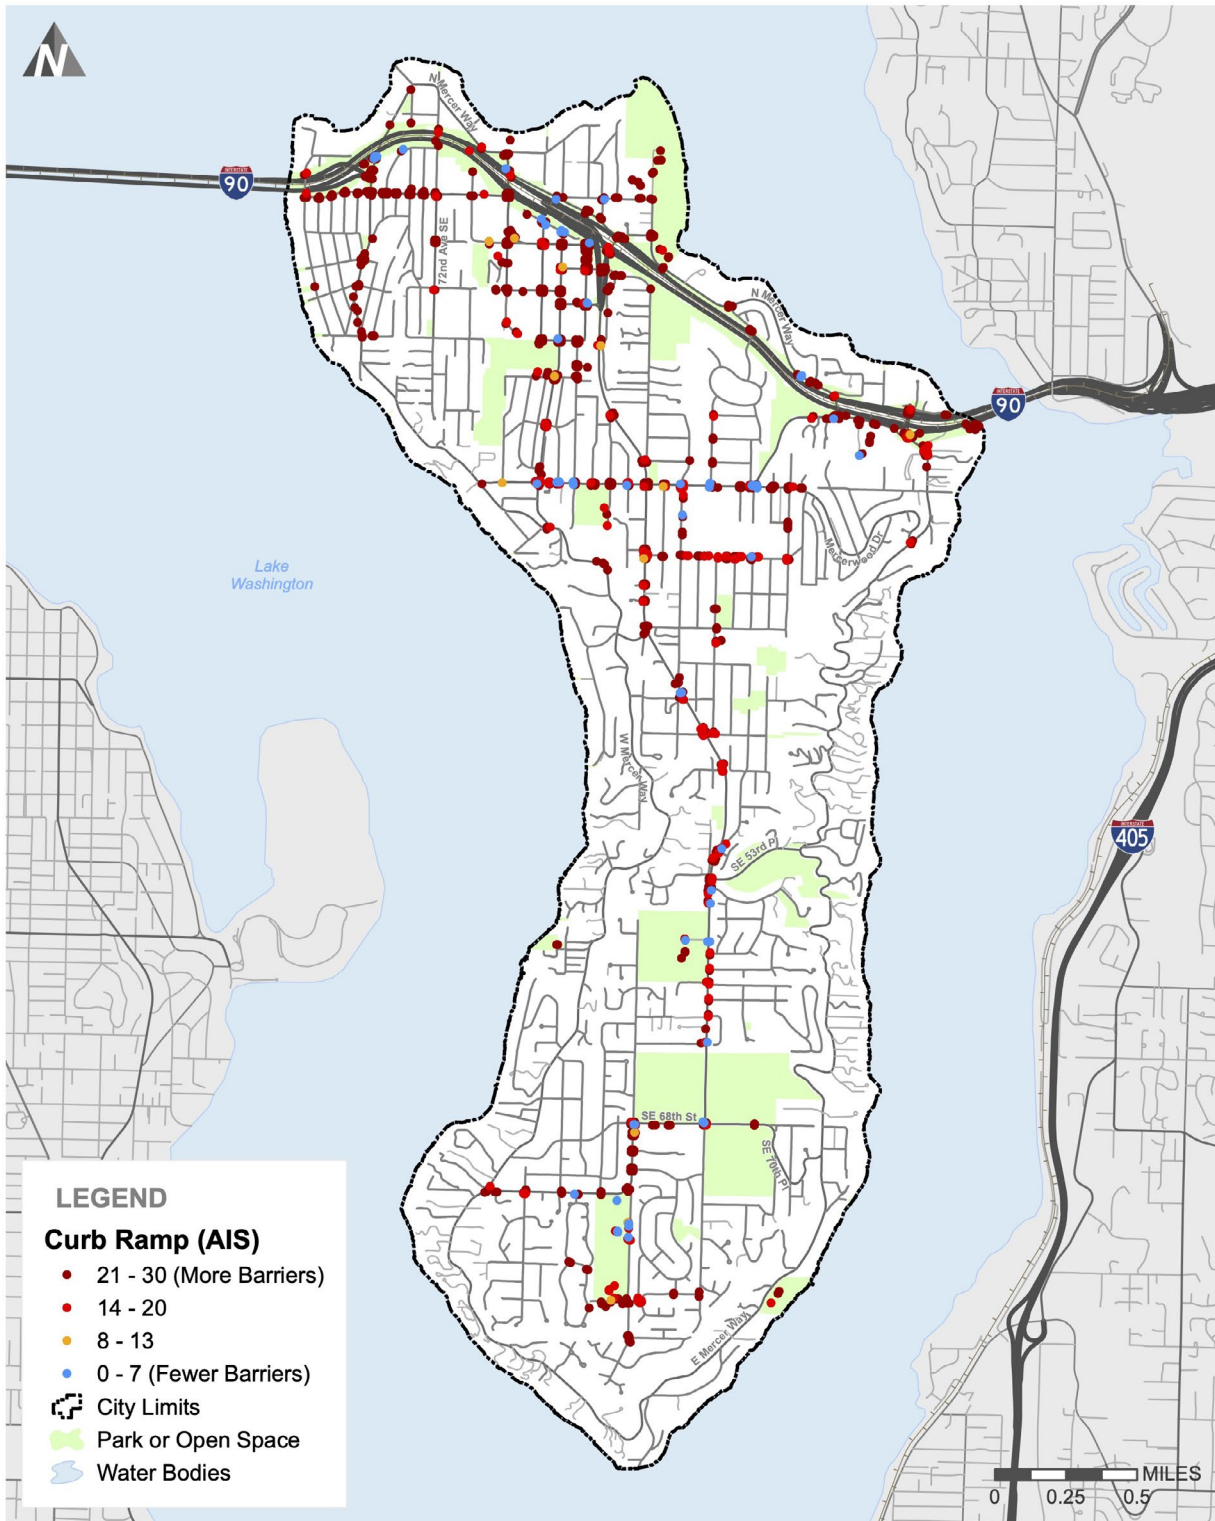 N
N Mercer Way
INTERSTATE
90
72nd Ave SE
N Mercer Way
INTERSTATE
90
Mercerwood Dr
Lake
Washington
W Mercer Way
INTERSTATE
405
SE 53rd Pl
SE 68th St
SE 70th Pl
E Mercer Way
LEGEND
Curb Ramp (AIS)
21 - 30 (More Barriers)
14 - 20
8 - 13
0 - 7 (Fewer Barriers)
City Limits
Park or Open Space
Water Bodies
MILES
0 0.25 0.5